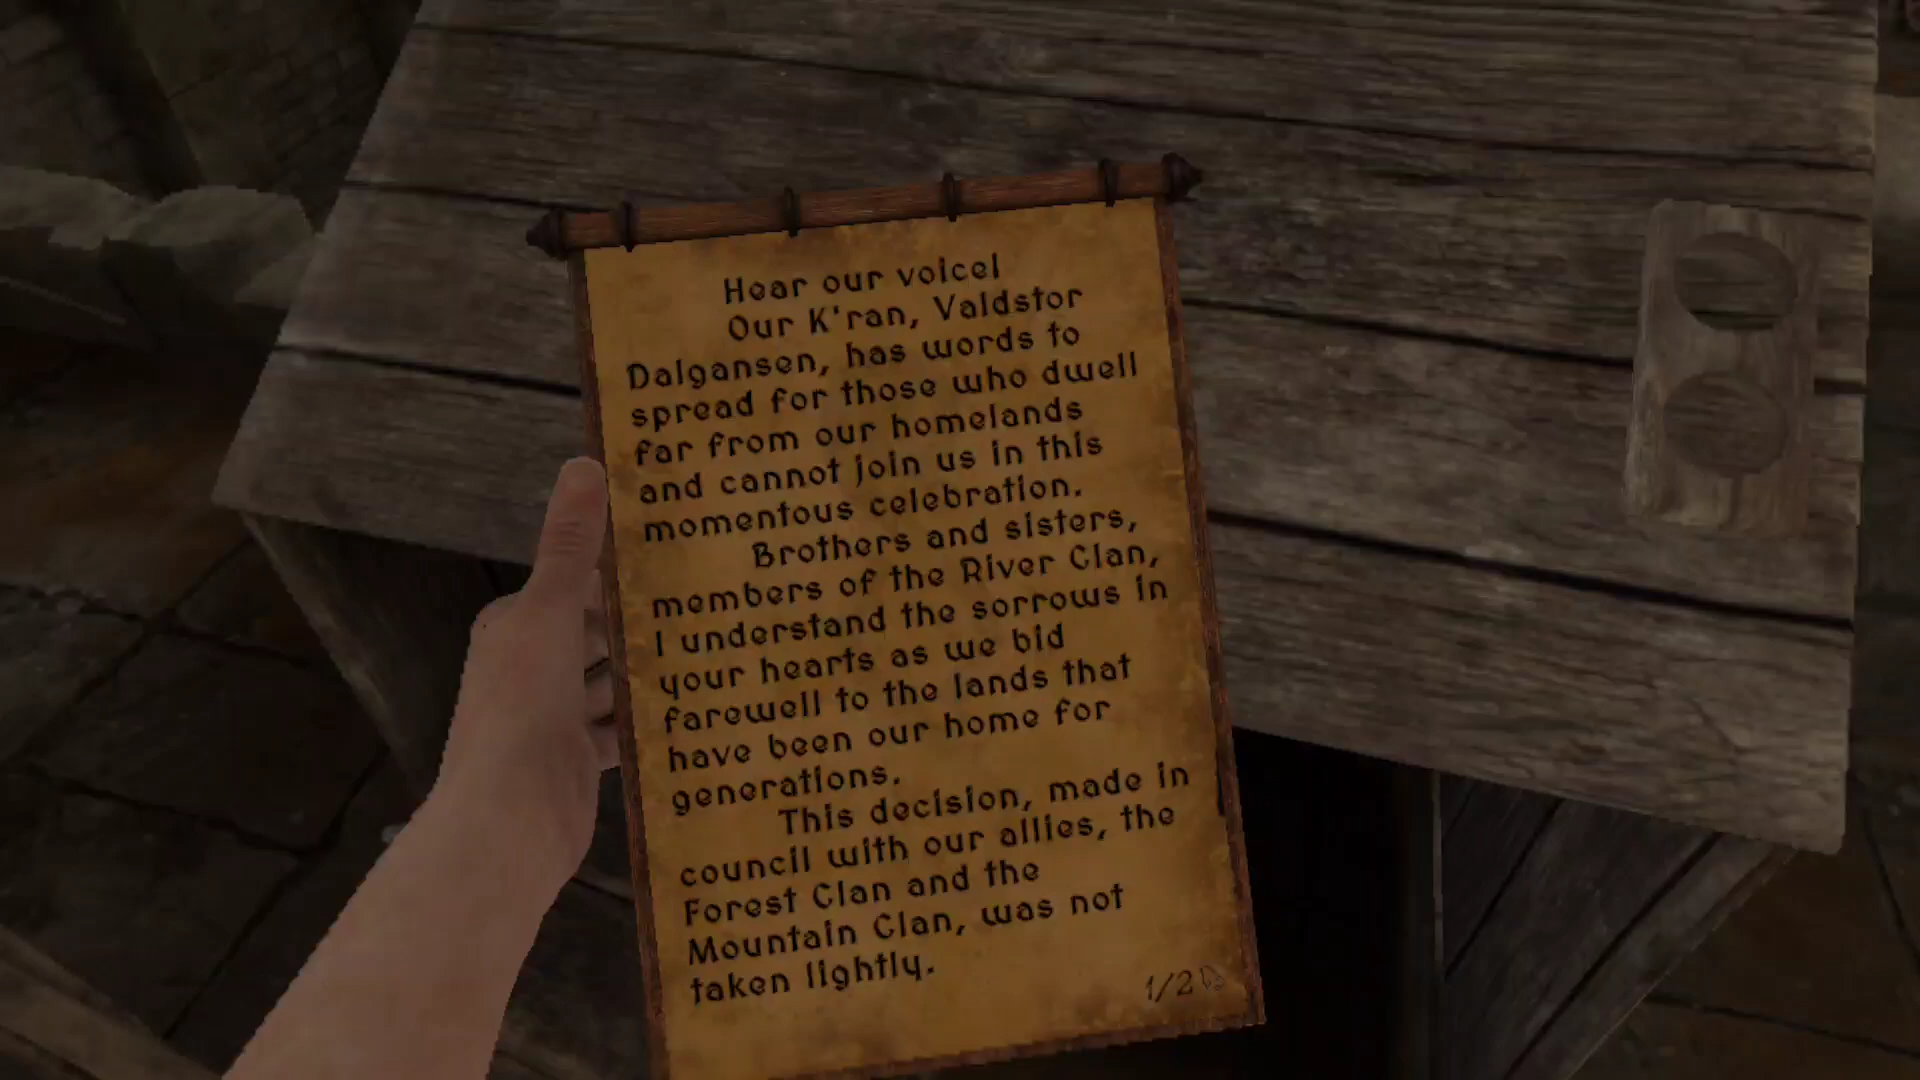 Hear our voice!
Our K'ran, Valdstor
Dalgansen, has words to
spread for those who dwell
far from our homelands
and cannot join us in this
momentous celebration.
Brothers and sisters,
members of the River Clan,
I understand the sorrows in
your hearts as we bid
farewell to the lands that
have been our home for
generations.
This decision, made in
council with our allies, the
Forest Clan and the
Mountain Clan, was not
taken lightly.
1/2